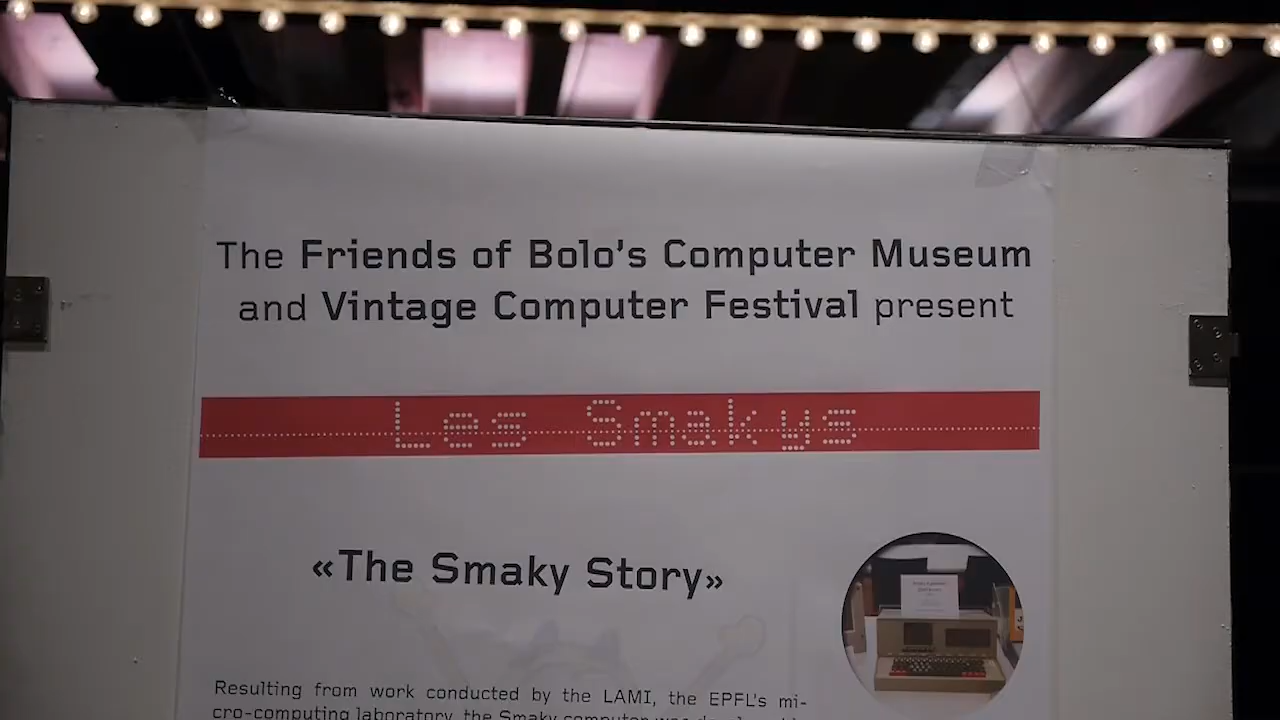 The Friends of Bolo's Computer Museum
and Vintage Computer Festival present
Les Smakys
«The Smaky Story»
Resulting from work conducted by the LAMI, the EPFL's mi-
cro-computing laboratory, the Smaky computer was